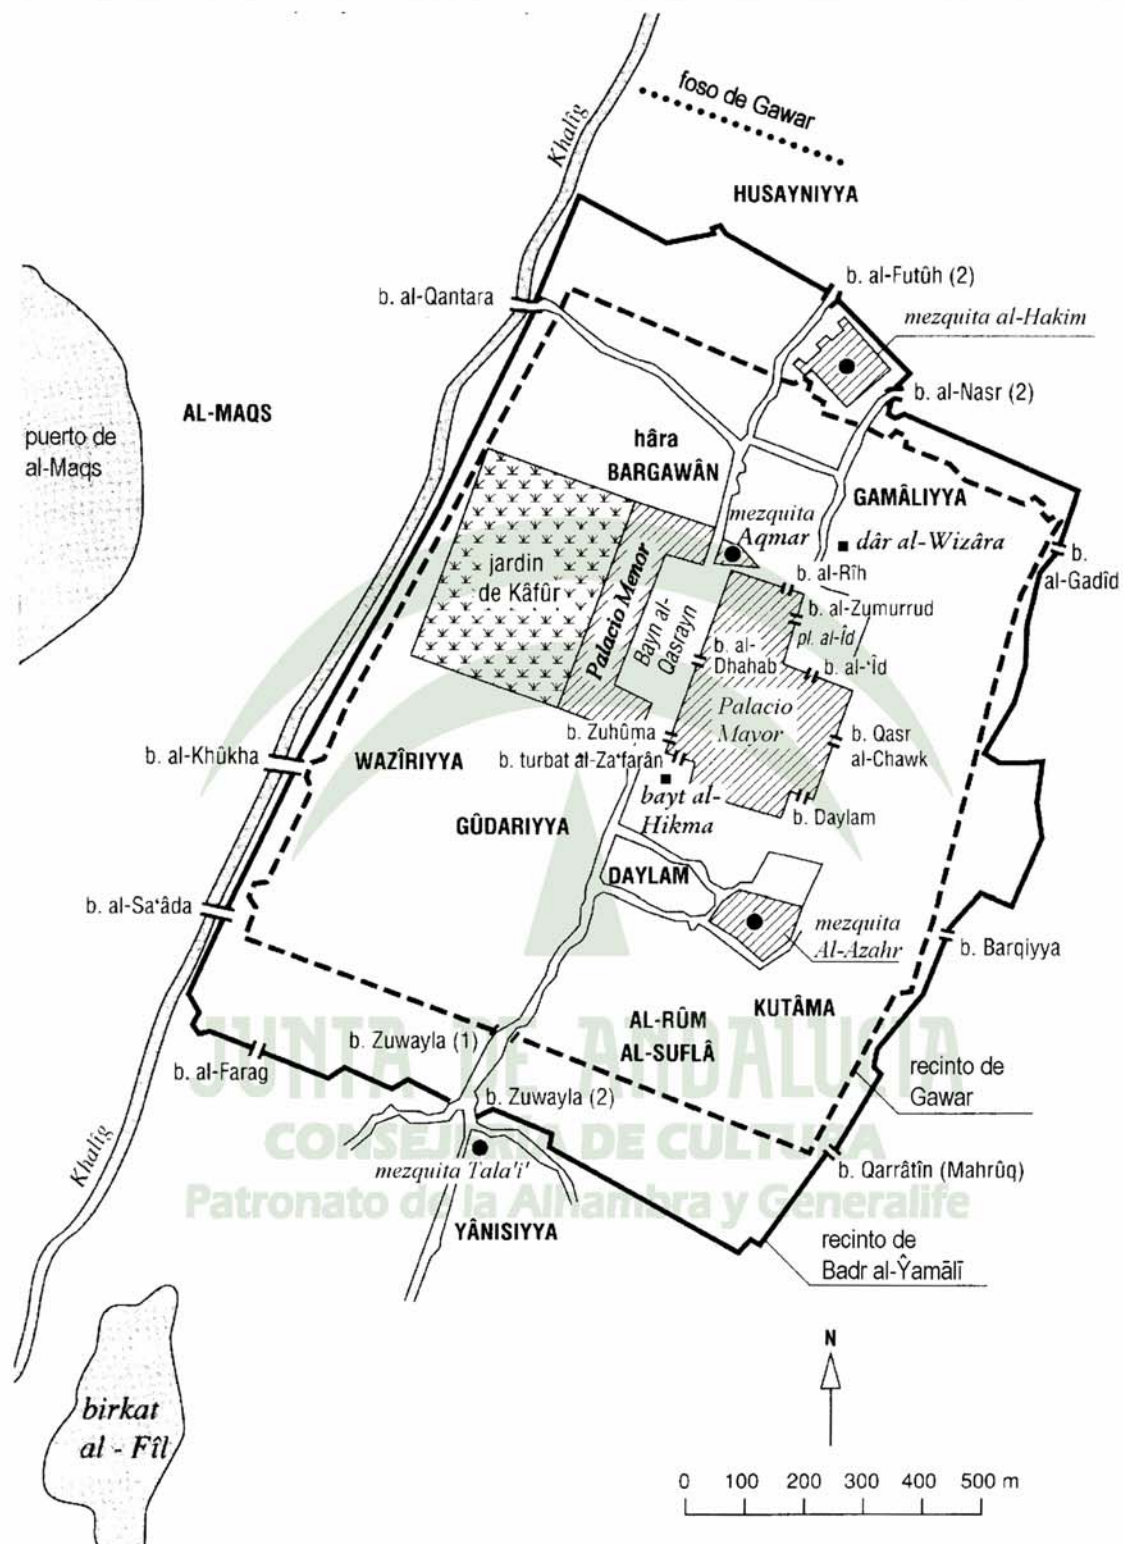 foso de Gawar
Khalîg
HUSAYNIYYA
b. al-Futûh (2)
b. al-Qantara
mezquita al-Hakim
b. al-Nasr (2)
AL-MAQS
puerto de
al-Maqs
hâra
BARGAWÂN
GAMÂLIYYA
mezquita
Aqmar
dâr al-Wizâra
b.
al-Gadîd
jardin
de Kâfûr
Palacio Menor
Bayn al-
Qasrayn
b. al-Rîh
b. al-Zumurrud
pl. al-Îd
b. al-
Dhahab
b. al-‘Îd
Palacio
Mayor
b. Zuhûma
b. Qasr
al-Chawk
b. al-Khûkha
WAZÎRIYYA
b. turbat al-Za‘farân
bayt al-
Hikma
b. Daylam
GÛDARIYYA
DAYLAM
b. al-Sa‘âda
mezquita
Al-Azahr
b. Barqiyya
KUTÂMA
AL-RÛM
AL-SUFLÂ
b. Zuwayla (1)
JUNTA DE ANDALUCIA
b. al-Farag
recinto de
Gawar
b. Zuwayla (2)
CONSEJERÍA DE CULTURA
Khalîg
mezquita Tala'i'
b. Qarrâtîn (Mahrûq)
Patronato de la Alhambra y Generalife
YÂNISIYYA
recinto de
Badr al-Ŷamālī
N
birkat
al - Fîl
0 100 200 300 400 500 m